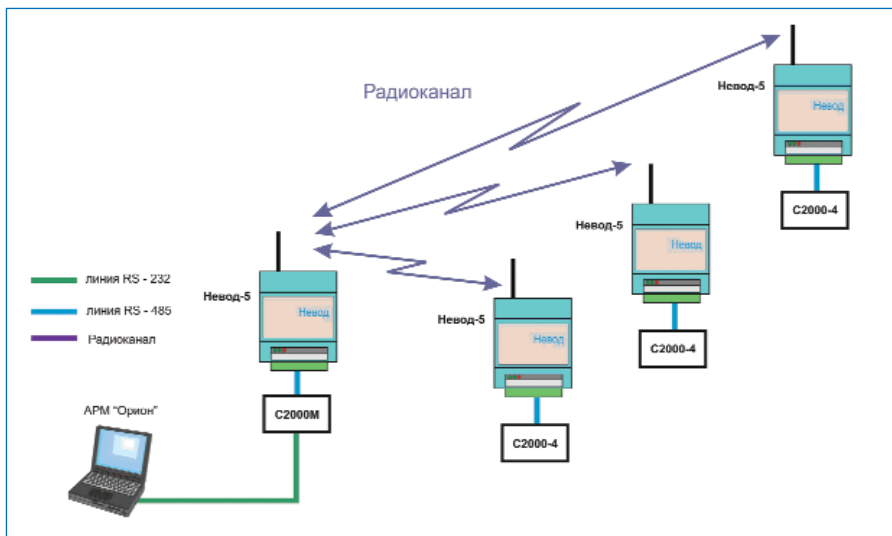 Радиоканал
Невод-5
Невод
С2000-4
Невод-5
Невод
С2000-4
Невод-5
Невод
С2000-4
Невод-5
Невод
С2000М
линия RS - 232
линия RS - 485
Радиоканал
АРМ "Орион"